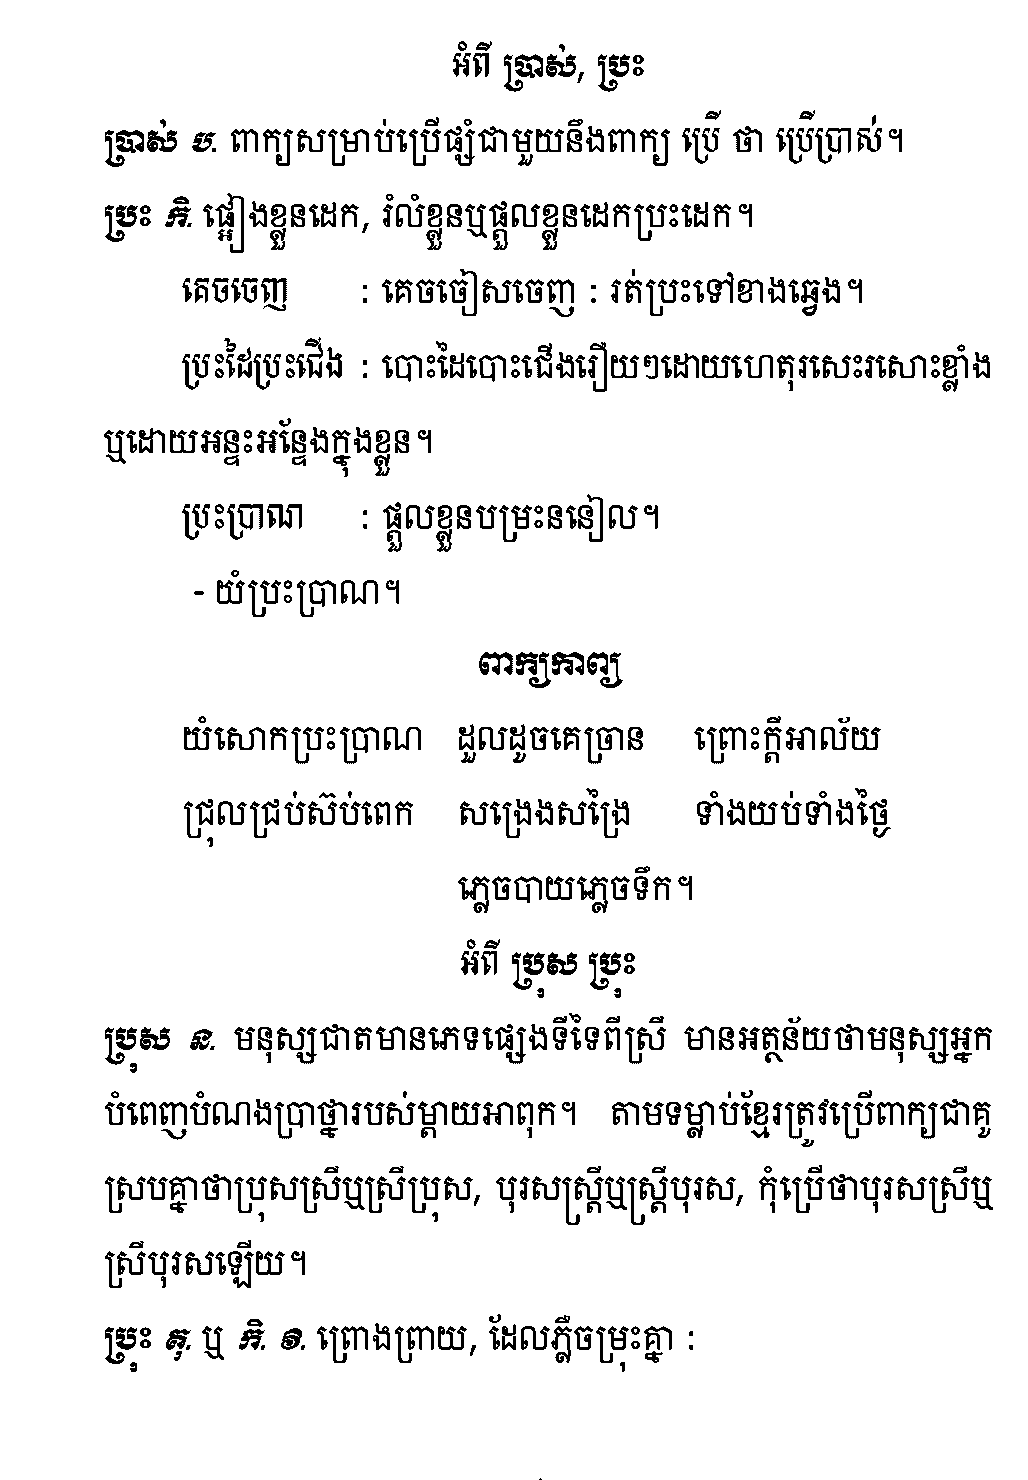 អំពី ប្រាស់, ប្រះ
ប្រាស់ ប. ពាក្យសម្រាប់ប្រើផ្សំជាមួយនឹងពាក្យ ប្រើ ថា ប្រើប្រាស់។
ប្រះ កិ. ផ្អៀងខ្លួនដេក, រំលំខ្លួនឬផ្តួលខ្លួនដេកប្រះដេក។
គេចចេញ : គេចចៀសចេញ : រត់ប្រះទៅខាងឆ្វេង។
ប្រះដៃប្រះជើង : បោះដៃបោះជើងរឿយៗដោយហេតុរសេះរសោះខ្លាំង
ឬដោយអន្ទះអន្ទែងក្នុងខ្លួន។
ប្រះប្រាណ : ផ្តួលខ្លួនបម្រះននៀល។
- យំប្រះប្រាណ។
ពាក្យកាព្យ
យំសោកប្រះប្រាណ ដួលដូចគេច្រាន ព្រោះក្តីអាល័យ
ជ្រុលជ្រប់ស៊ប់ពេក សង្រេងសង្រៃ ទាំងយប់ទាំងថ្ងៃ
ភ្លេចបាយភ្លេចទឹក។
អំពី ប្រុស ប្រុះ
ប្រុស ន. មនុស្សជាតមានភេទផ្សេងទីទៃពីស្រី មានអត្ថន័យថាមនុស្សអ្នក
បំពេញបំណងប្រាថ្នារបស់ម្តាយអាពុក។ តាមទម្លាប់ខ្មែរត្រូវប្រើពាក្យជាគូ
ស្របគ្នាថាប្រុសស្រីឬស្រីប្រុស, បុរសស្ត្រីឬស្ត្រីបុរស, កុំប្រើថាបុរសស្រីឬ
ស្រីបុរសឡើយ។
ប្រុះ គុ. ឬ កិ. ១. ព្រោងព្រាយ, ដែលភ្លឺចម្រុះគ្នា :